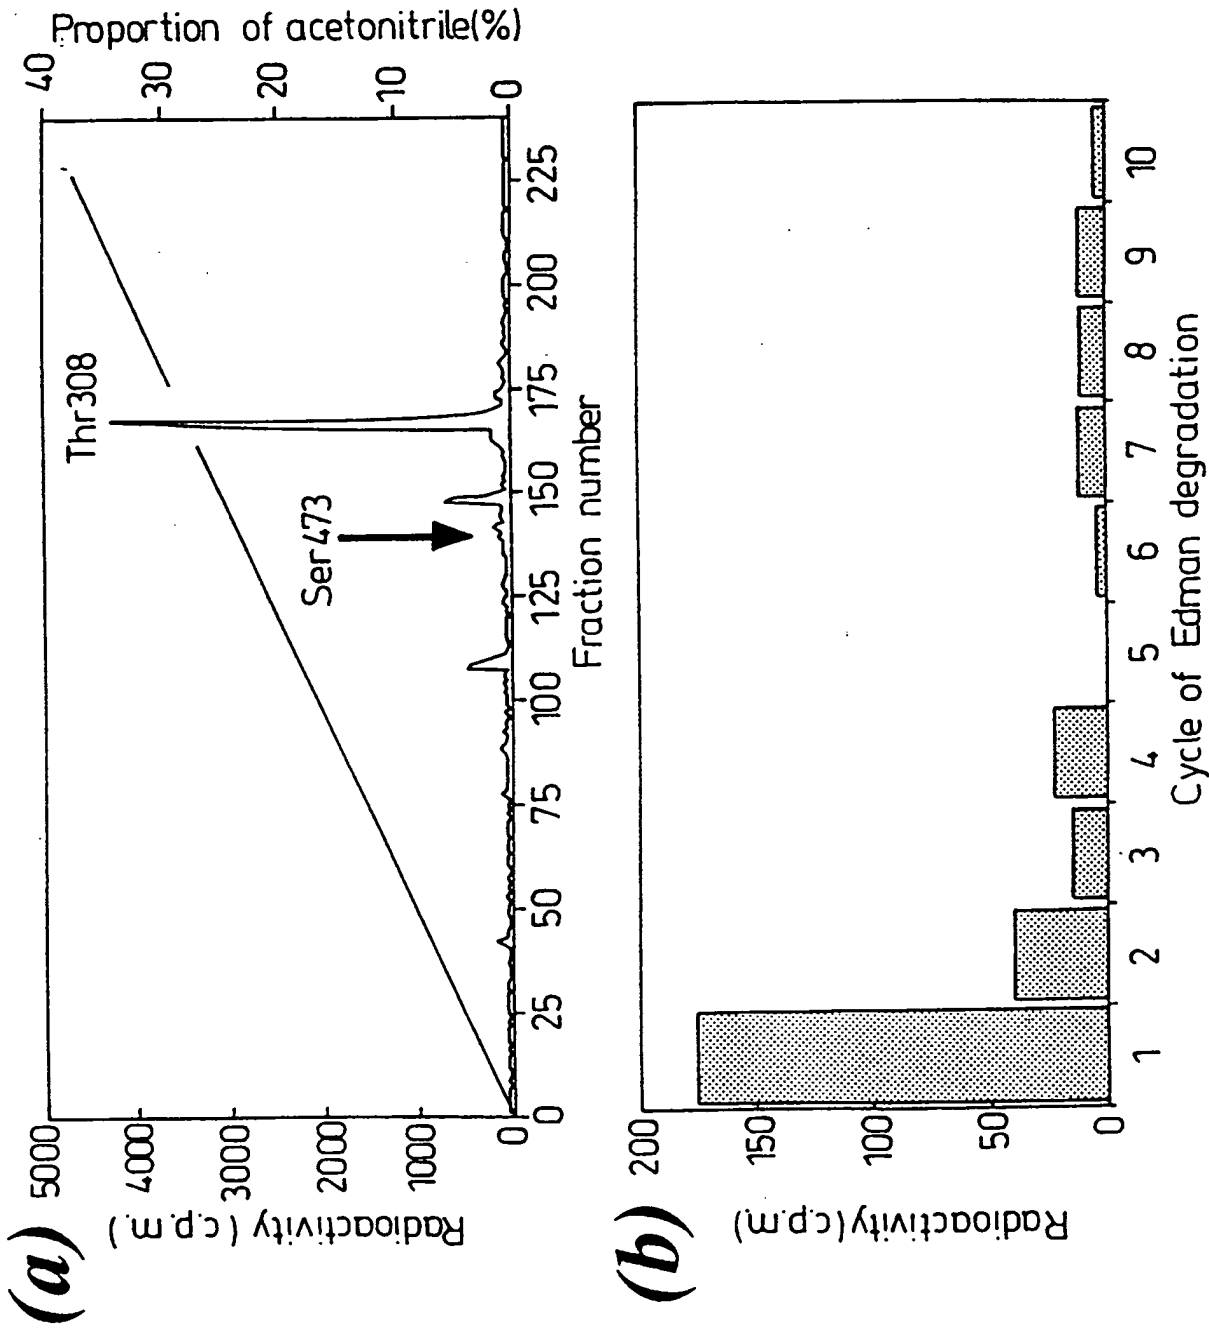 (a)
Proportion of acetonitrile(%)
40
30
20
10
0
Radioactivity (c.p.m.)
5000
4000
3000
2000
1000
0
Thr308
Ser473
0 25 50 75 100 125 150 175 200 225
Fraction number
(b)
Radioactivity (c.p.m.)
200
150
100
50
0
1 2 3 4 5 6 7 8 9 10
Cycle of Edman degradation